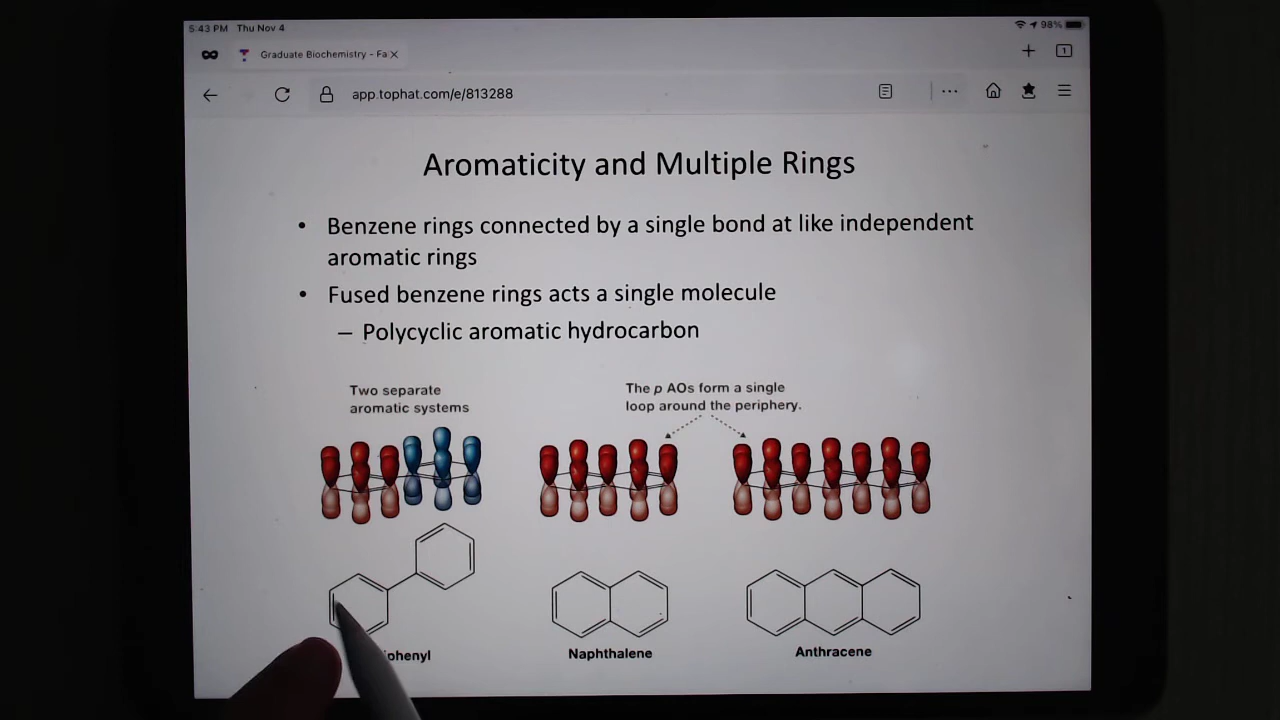 5:43 PM Thu Nov 4
98%
Graduate Biochemistry - Fa
1
app.tophat.com/e/813288
Aromaticity and Multiple Rings
• Benzene rings connected by a single bond at like independent
aromatic rings
• Fused benzene rings acts a single molecule
– Polycyclic aromatic hydrocarbon
Two separate
aromatic systems
The p AOs form a single
loop around the periphery.
Naphthalene
Anthracene